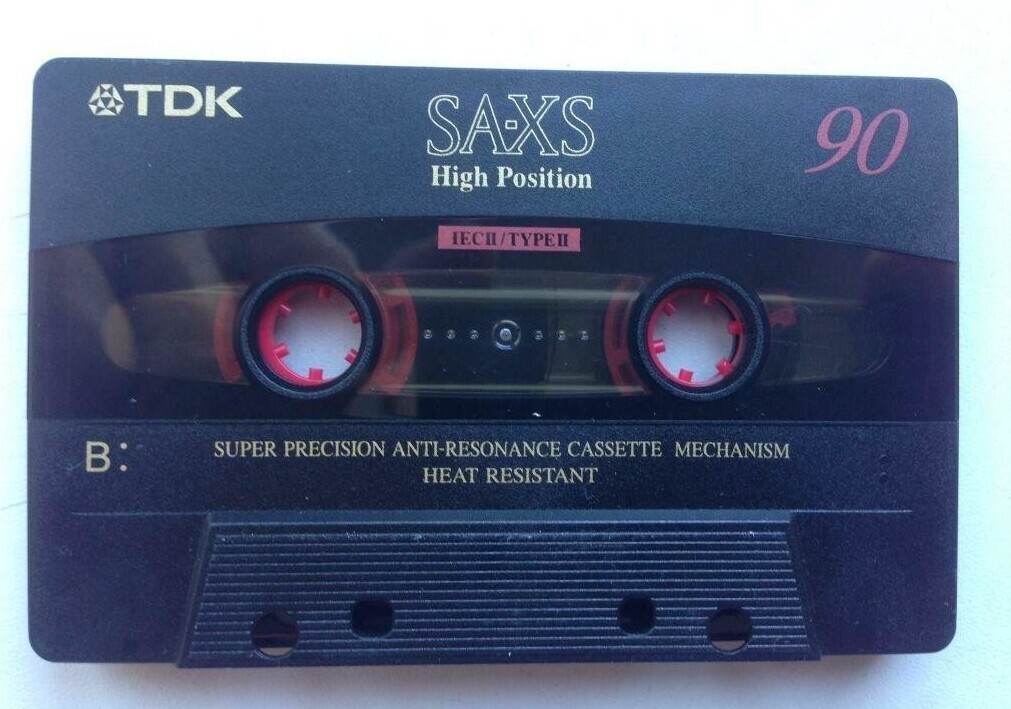 TDK
SA-XS
90
High Position
IECII/TYPEII
B:
SUPER PRECISION ANTI-RESONANCE CASSETTE MECHANISM
HEAT RESISTANT